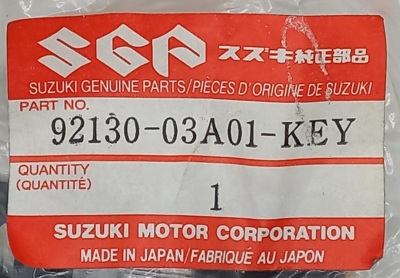 SGP スズキ純正部品
SUZUKI GENUINE PARTS/PIÈCES D'ORIGINE DE SUZUKI
PART NO.
92130-03A01-KEY
QUANTITY
(QUANTITÉ)
1
SUZUKI MOTOR CORPORATION
MADE IN JAPAN/FABRIQUÉ AU JAPON